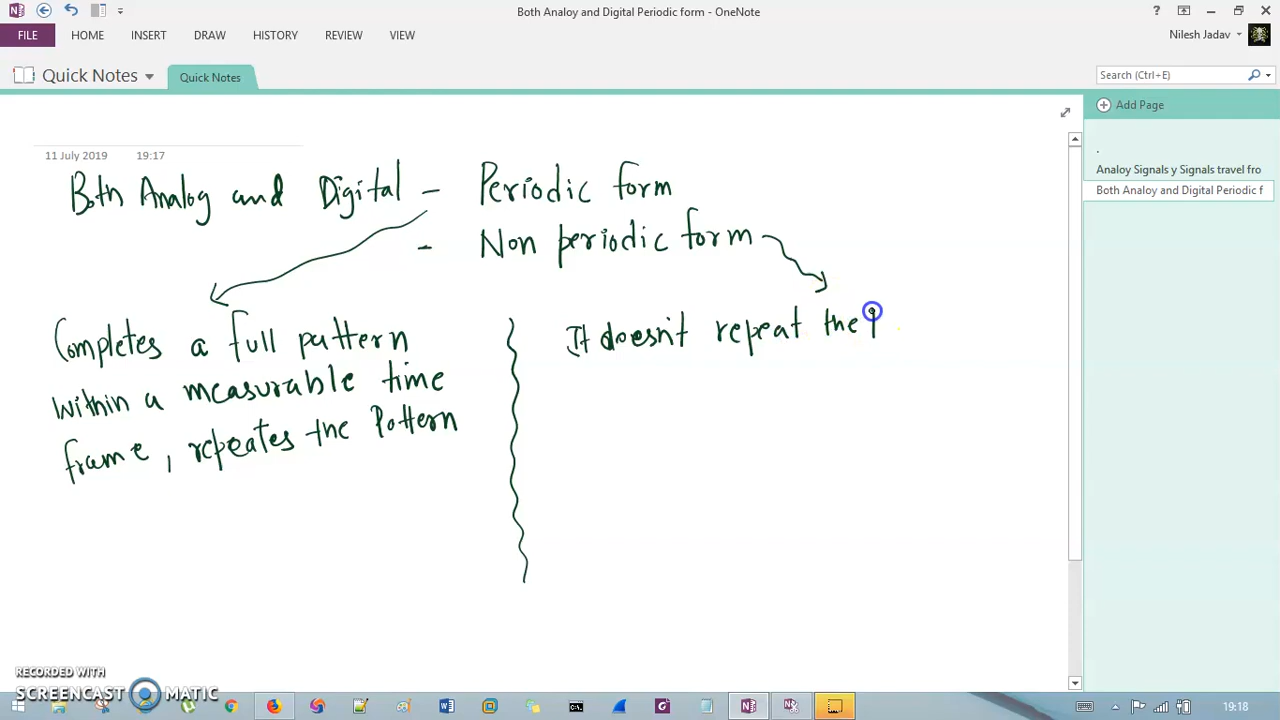 Both Analoy and Digital Periodic form - OneNote
FILE HOME INSERT DRAW HISTORY REVIEW VIEW
Nilesh Jadav
Quick Notes
Quick Notes
Search (Ctrl+E)
Add Page
.
Analoy Signals y Signals travel fro
Both Analoy and Digital Periodic f
11 July 2019 19:17
Both Analog and Digital - Periodic form
- Non periodic form
Completes a full pattern
within a measurable time
frame, repeates the Pattern
It doesn't repeat the P
RECORDED WITH
SCREENCAST MATIC
19:18